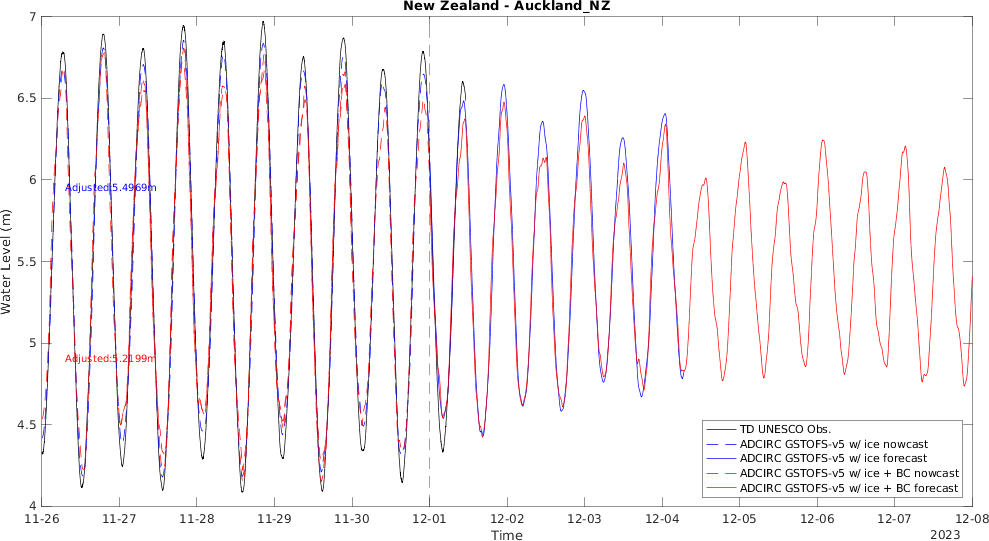 New Zealand - Auckland_NZ
7
6.5
6
5.5
5
4.5
4
Water Level (m)
Adjusted:5.4969m
Adjusted:5.2199m
TD UNESCO Obs.
ADCIRC GSTOFS-v5 w/ ice nowcast
ADCIRC GSTOFS-v5 w/ ice forecast
ADCIRC GSTOFS-v5 w/ ice + BC nowcast
ADCIRC GSTOFS-v5 w/ ice + BC forecast
11-26 11-27 11-28 11-29 11-30 12-01 12-02 12-03 12-04 12-05 12-06 12-07 12-08
Time
2023